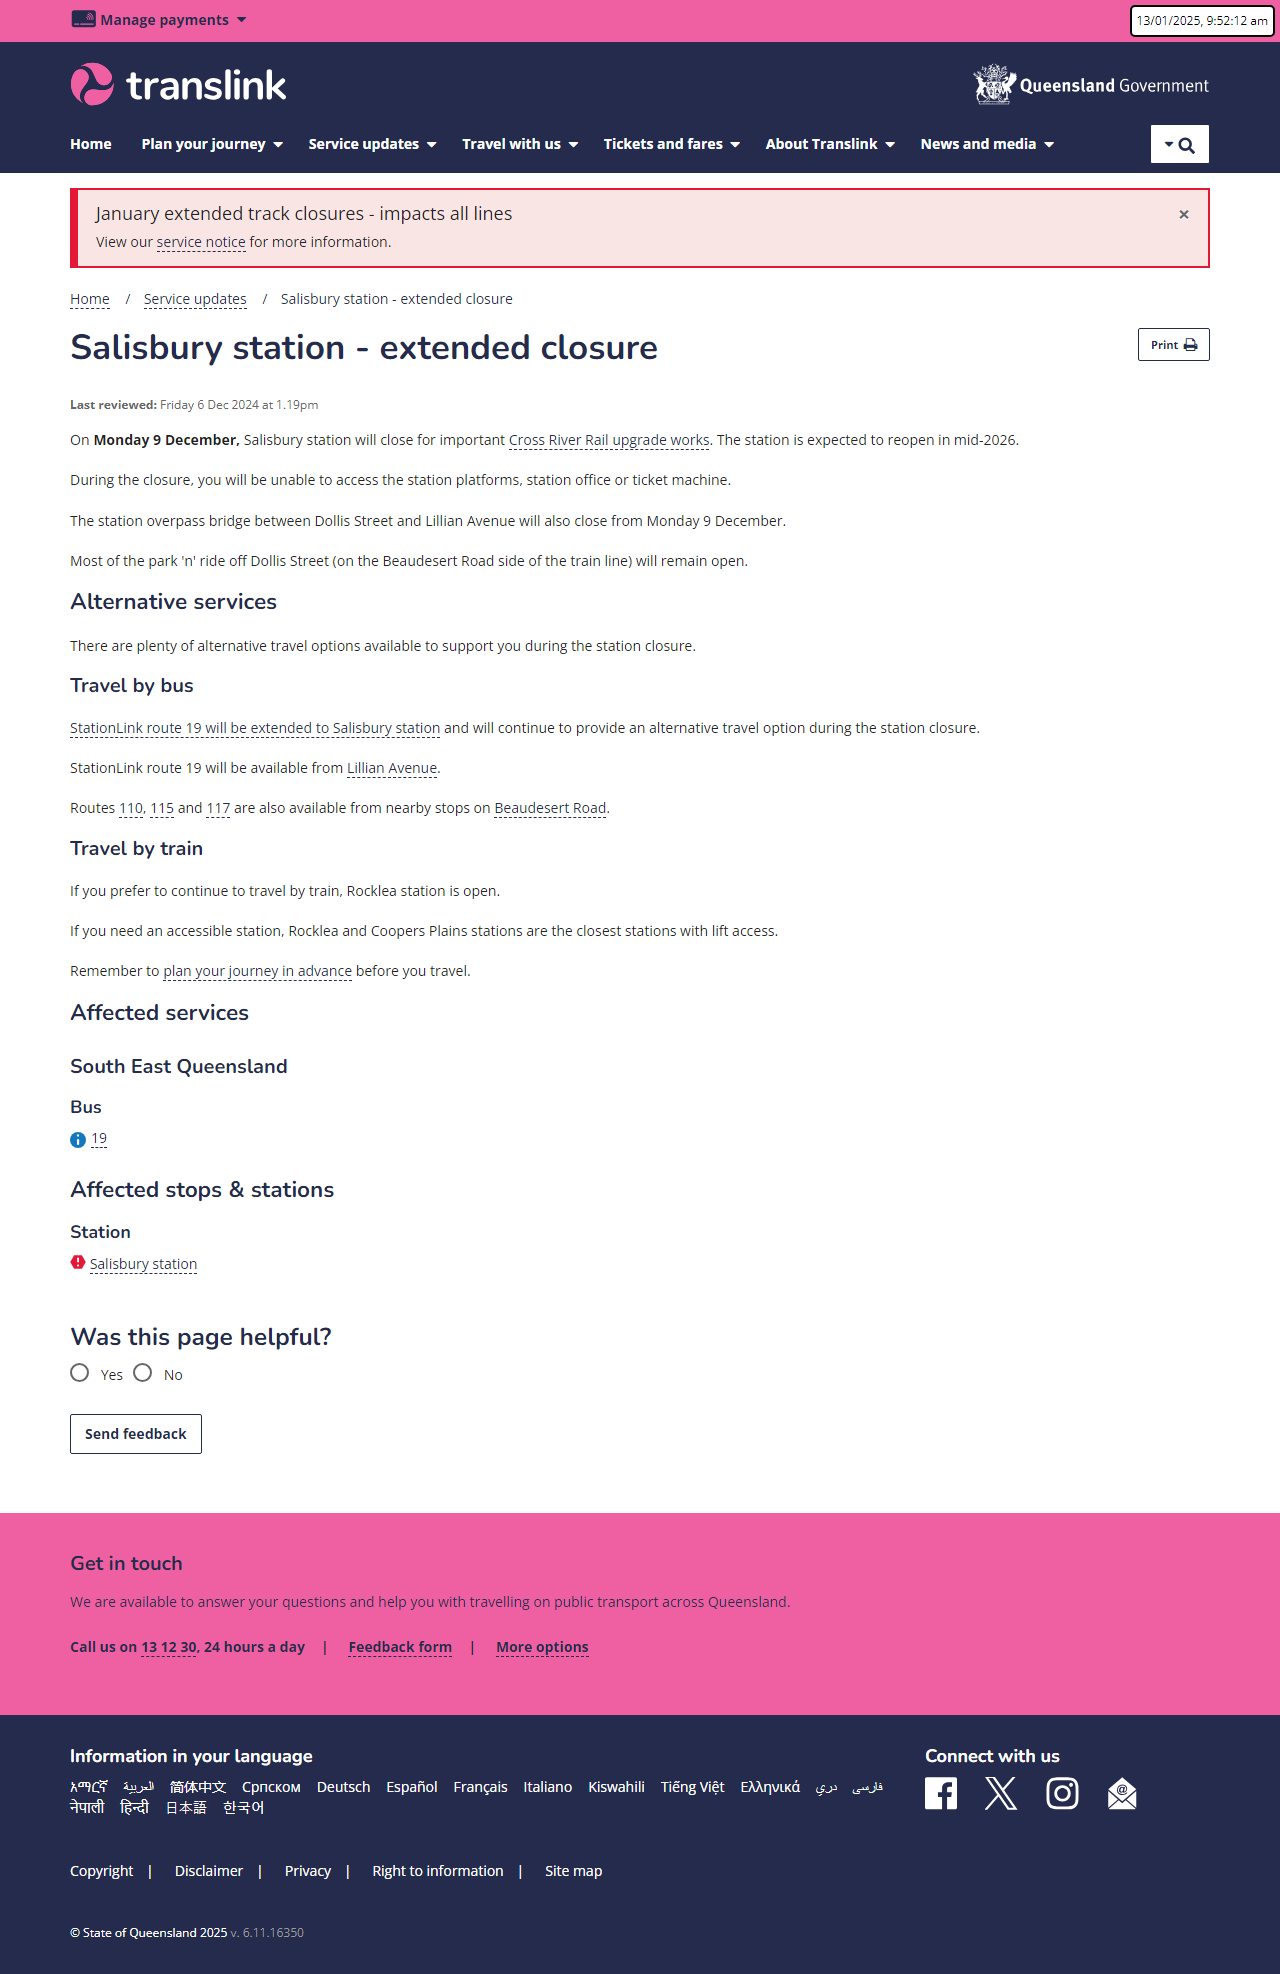 Manage payments
13/01/2025, 9:52:12 am
translink
Queensland Government
Home Plan your journey Service updates Travel with us Tickets and fares About Translink News and media
January extended track closures - impacts all lines ×
View our service notice for more information.
Home / Service updates / Salisbury station - extended closure
Salisbury station - extended closure
Print
Last reviewed: Friday 6 Dec 2024 at 1.19pm
On Monday 9 December, Salisbury station will close for important Cross River Rail upgrade works. The station is expected to reopen in mid-2026.
During the closure, you will be unable to access the station platforms, station office or ticket machine.
The station overpass bridge between Dollis Street and Lillian Avenue will also close from Monday 9 December.
Most of the park 'n' ride off Dollis Street (on the Beaudesert Road side of the train line) will remain open.
Alternative services
There are plenty of alternative travel options available to support you during the station closure.
Travel by bus
StationLink route 19 will be extended to Salisbury station and will continue to provide an alternative travel option during the station closure.
StationLink route 19 will be available from Lillian Avenue.
Routes 110, 115 and 117 are also available from nearby stops on Beaudesert Road.
Travel by train
If you prefer to continue to travel by train, Rocklea station is open.
If you need an accessible station, Rocklea and Coopers Plains stations are the closest stations with lift access.
Remember to plan your journey in advance before you travel.
Affected services
South East Queensland
Bus
19
Affected stops & stations
Station
Salisbury station
Was this page helpful?
Yes No
Send feedback
Get in touch
We are available to answer your questions and help you with travelling on public transport across Queensland.
Call us on 13 12 30, 24 hours a day | Feedback form | More options
Information in your language
አማርኛ العربية 简体中文 Српском Deutsch Español Français Italiano Kiswahili Tiếng Việt Ελληνικά دري فارسی
नेपाली हिन्दी 日本語 한국어
Connect with us
Copyright | Disclaimer | Privacy | Right to information | Site map
© State of Queensland 2025 v. 6.11.16350